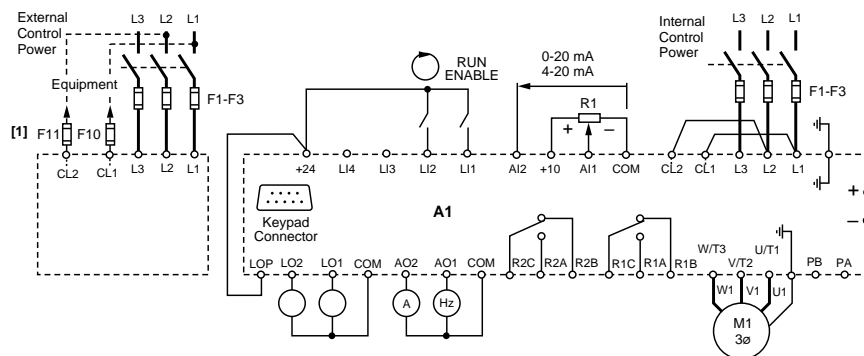 External
Control
Power
L3 L2 L1
Equipment
F1-F3
[1] F11 F10
CL2 CL1 L3 L2 L1
RUN
ENABLE
0-20 mA
4-20 mA
R1
+ −
Internal
Control
Power
L3 L2 L1
F1-F3
+24 LI4 LI3 LI2 LI1 AI2 +10 AI1 COM CL2 CL1 L3 L2 L1
Keypad
Connector
A1
+
−
LOP LO2 LO1 COM AO2 AO1 COM R2C R2A R2B R1C R1A R1B W/T3 V/T2 U/T1 PB PA
A Hz
W1 V1 U1
M1
3ø